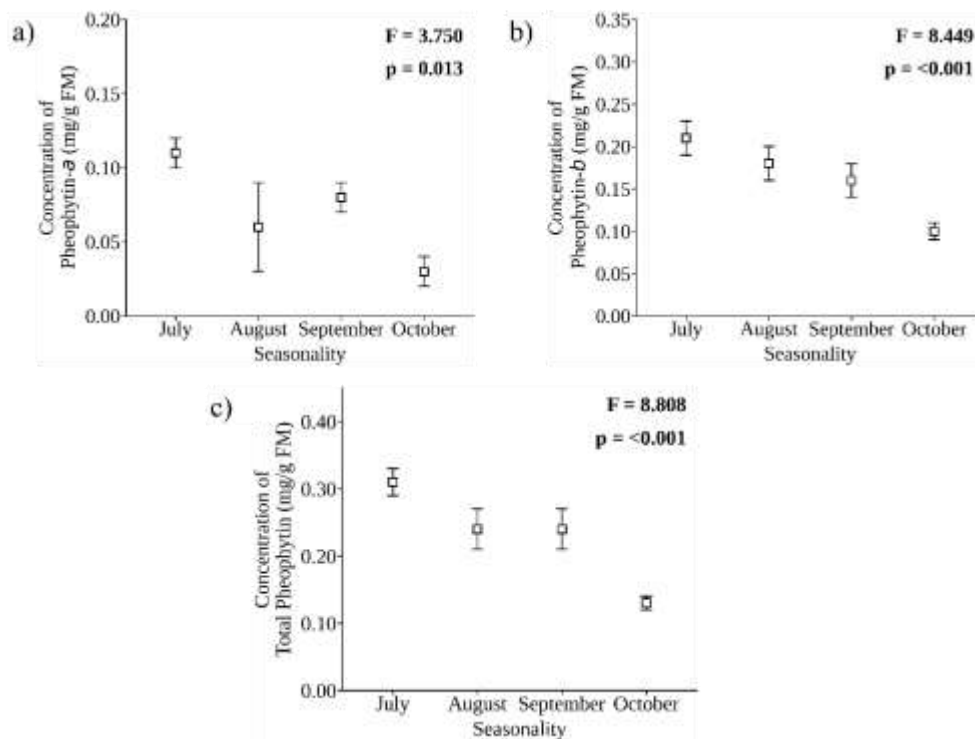 a)
F = 3.750
p = 0.013
Concentration of
Pheophytin-a (mg/g FM)
0.20
0.15
0.10
0.05
0.00
July August September October
Seasonality
b)
F = 8.449
p = <0.001
Concentration of
Pheophytin-b (mg/g FM)
0.35
0.30
0.25
0.20
0.15
0.10
0.05
0.00
July August September October
Seasonality
c)
F = 8.808
p = <0.001
Concentration of
Total Pheophytin (mg/g FM)
0.40
0.30
0.20
0.10
0.00
July August September October
Seasonality